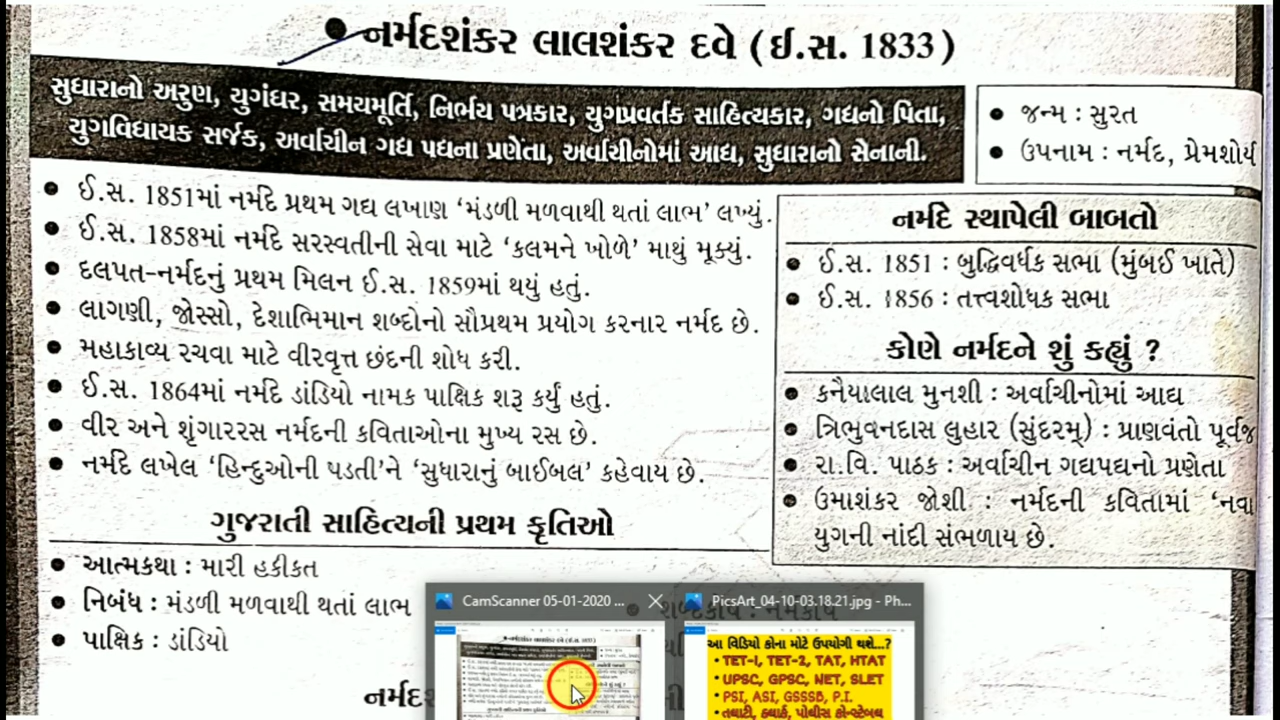 ● નર્મદશંકર લાલશંકર દવે (ઈ.સ. 1833)
સુધારાનો અરુણ, યુગંધર, સમયમૂર્તિ, નિર્ભય પત્રકાર, યુગપ્રવર્તક સાહિત્યકાર, ગદ્યનો પિતા,
યુગવિધાયક સર્જક, અર્વાચીન ગદ્ય પદ્યના પ્રણેંતા, અર્વાચીનોમાં આદ્ય, સુધારાનો સેનાની.
● જન્મ : સુરત
● ઉપનામ : નર્મદ, પ્રેમશોર્ય
● ઈ.સ. 1851માં નર્મદે પ્રથમ ગદ્ય લખાણ ‘મંડળી મળવાથી થતાં લાભ’ લખ્યું.
● ઈ.સ. 1858માં નર્મદે સરસ્વતીની સેવા માટે ‘કલમને ખોળે’ માથું મૂક્યું.
● દલપત-નર્મદનું પ્રથમ મિલન ઈ.સ. 1859માં થયું હતું.
● લાગણી, જોસ્સો, દેશાભિમાન શબ્દોનો સૌપ્રથમ પ્રયોગ કરનાર નર્મદ છે.
● મહાકાવ્ય રચવા માટે વીરવૃત્ત છંદની શોધ કરી.
● ઈ.સ. 1864માં નર્મદે ડાંડિયો નામક પાક્ષિક શરૂ કર્યું હતું.
● વીર અને શૃંગારરસ નર્મદની કવિતાઓના મુખ્ય રસ છે.
● નર્મદે લખેલ ‘હિન્દુઓની પડતી’ને ‘સુધારાનું બાઈબલ’ કહેવાય છે.
નર્મદે સ્થાપેલી બાબતો
● ઈ.સ. 1851 : બુદ્ધિવર્ધક સભા (મુંબઈ ખાતે)
● ઈ.સ. 1856 : તત્ત્વશોધક સભા
કોણે નર્મદને શું કહ્યું ?
● કનૈયાલાલ મુનશી : અર્વાચીનોમાં આદ્ય
● ત્રિભુવનદાસ લુહાર (સુંદરમ્) : પ્રાણવંતો પૂર્વજ
● રા.વિ. પાઠક : અર્વાચીન ગદ્યપદ્યનો પ્રણેતા
● ઉમાશંકર જોશી : નર્મદની કવિતામાં ‘નવા
યુગની નાંદી સંભળાય છે.
ગુજરાતી સાહિત્યની પ્રથમ કૃતિઓ
● આત્મકથા : મારી હકીકત
● નિબંધ : મંડળી મળવાથી થતાં લાભ
● પાક્ષિક : ડાંડિયો
● શબ્દકોષ : નર્મકોષ
CamScanner 05-01-2020 ...
PicsArt_04-10-03.18.21.jpg - Ph...
આ વિડિયો કોના માટે ઉપયોગી થશે...?
• TET-1, TET-2, TAT, HTAT
• UPSC, GPSC, NET, SLET
• PSI, ASI, GSSSB, P.I.
• તલાટી, ક્લાર્ક, પોલીસ કોન્સ્ટેબલ